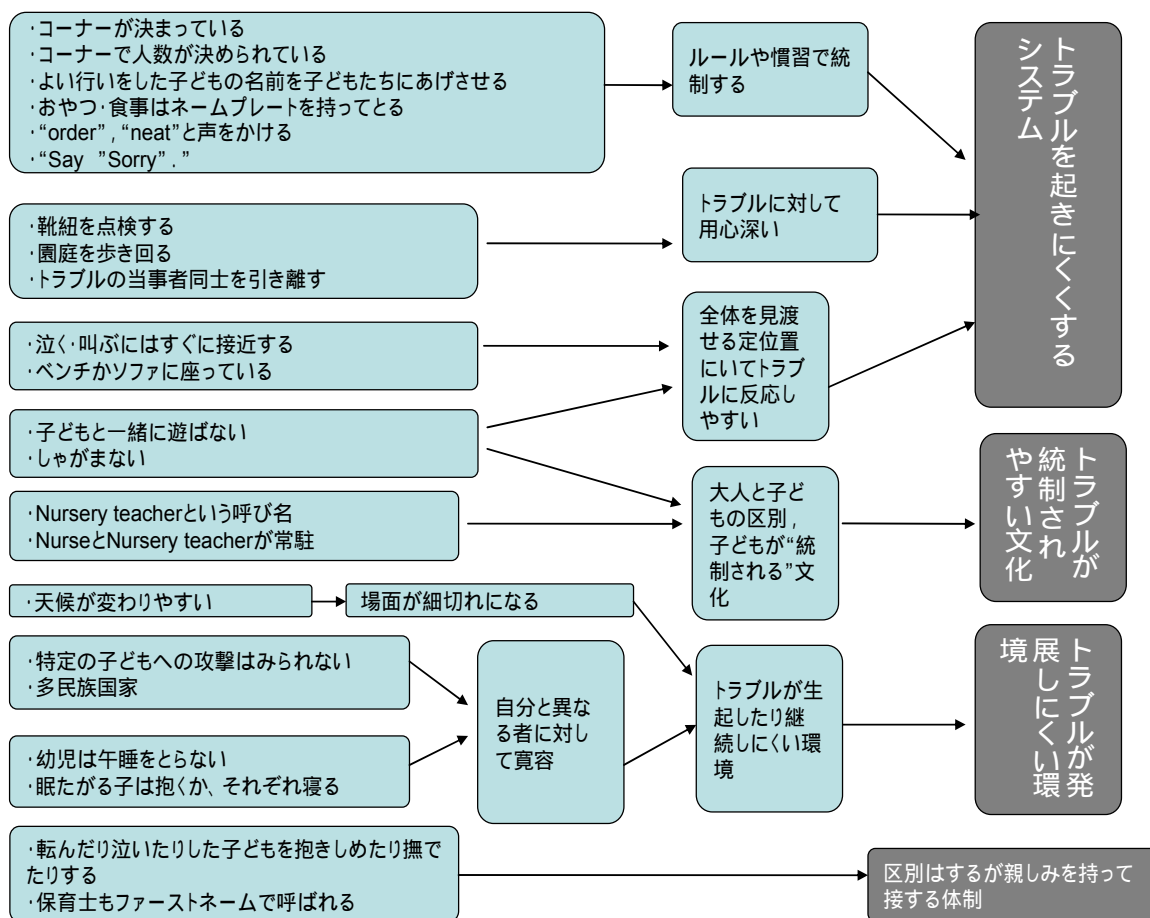 ·コーナーが決まっている
·コーナーで人数が決められている
·よい行いをした子どもの名前を子どもたちにあげさせる
·おやつ·食事はネームプレートを持ってとる
·“order” , “neat”と声をかける
·“Say ”Sorry” . ”
ルールや慣習で統
制する
トラブルを起きにくくする
システム
·靴紐を点検する
·園庭を歩き回る
·トラブルの当事者同士を引き離す
トラブルに対して
用心深い
·泣く·叫ぶにはすぐに接近する
·ベンチかソファに座っている
全体を見渡
せる定位置
にいてトラブ
ルに反応し
やすい
·子どもと一緒に遊ばない
·しゃがまない
·Nursery teacherという呼び名
·NurseとNursery teacherが常駐
大人と子ど
もの区別 ,
子どもが“統
制される”文
化
トラブルが
統制され
やすい文化
·天候が変わりやすい
場面が細切れになる
·特定の子どもへの攻撃はみられない
·多民族国家
·幼児は午睡をとらない
·眠たがる子は抱くか、それぞれ寝る
自分と異な
る者に対し
て寛容
トラブルが生
起したり継
続しにくい環
境
トラブルが発
展しにくい環
境
·転んだり泣いたりした子どもを抱きしめたり撫で
たりする
·保育士もファーストネームで呼ばれる
区別はするが親しみを持って
接する体制